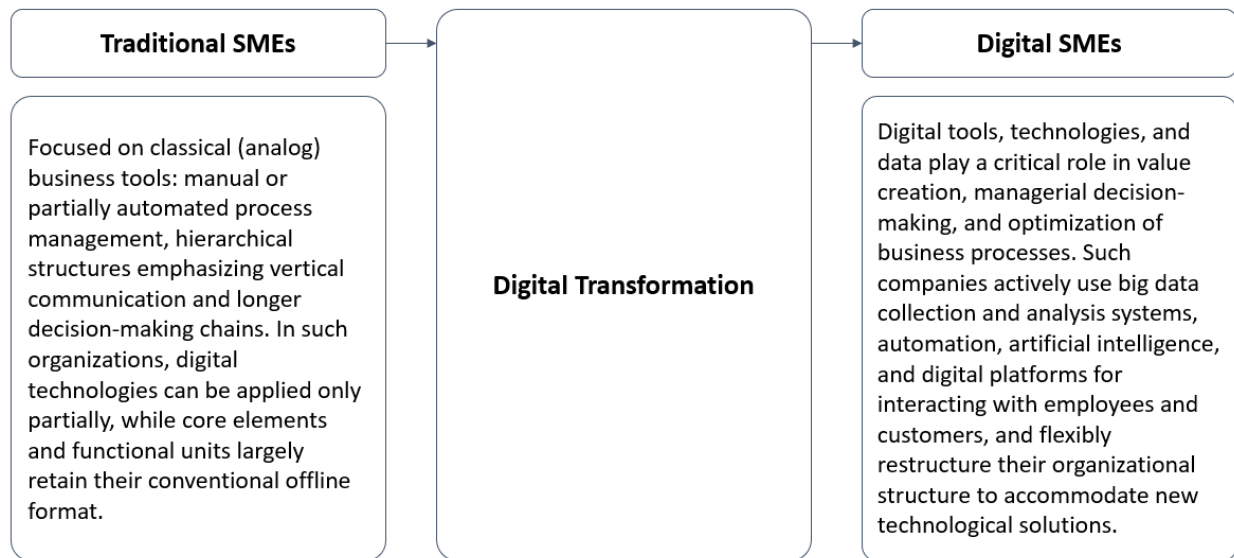 Traditional SMEs
Focused on classical (analog)
business tools: manual or
partially automated process
management, hierarchical
structures emphasizing vertical
communication and longer
decision-making chains. In such
organizations, digital
technologies can be applied only
partially, while core elements
and functional units largely
retain their conventional offline
format.
Digital Transformation
Digital SMEs
Digital tools, technologies, and
data play a critical role in value
creation, managerial decision-
making, and optimization of
business processes. Such
companies actively use big data
collection and analysis systems,
automation, artificial intelligence,
and digital platforms for
interacting with employees and
customers, and flexibly
restructure their organizational
structure to accommodate new
technological solutions.